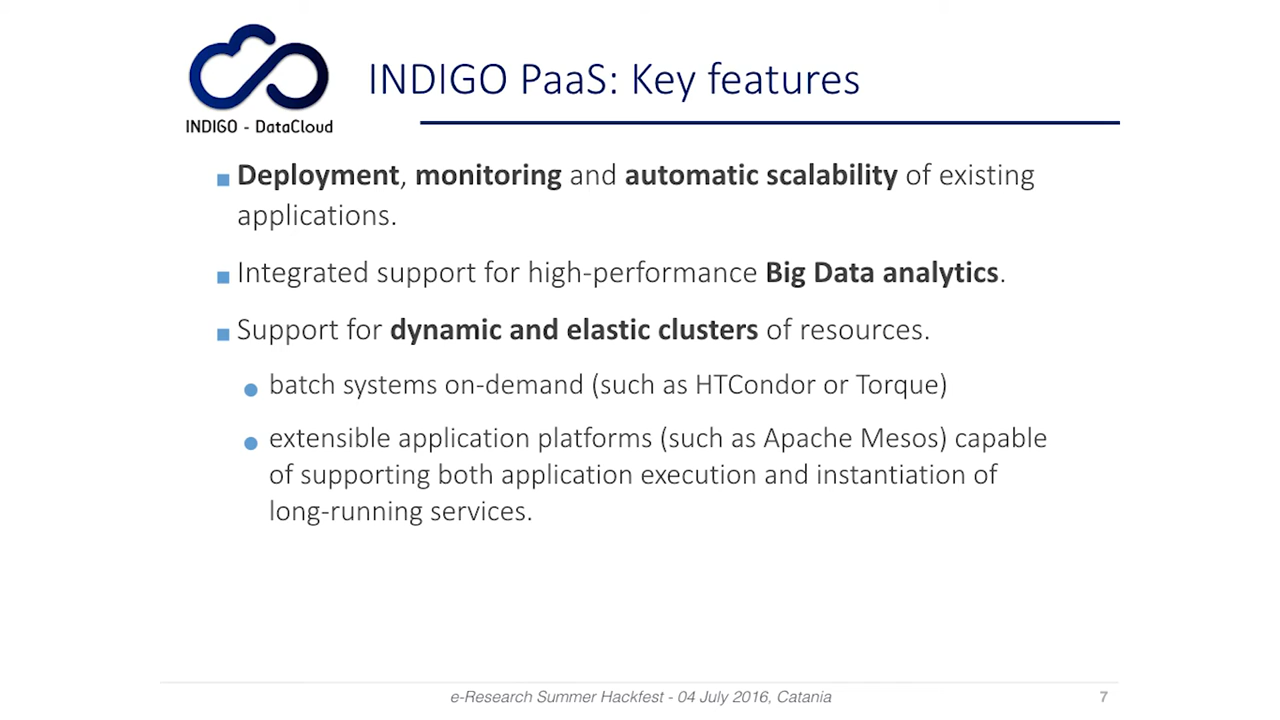 INDIGO - DataCloud
INDIGO PaaS: Key features
Deployment, monitoring and automatic scalability of existing
applications.
Integrated support for high-performance Big Data analytics.
Support for dynamic and elastic clusters of resources.
batch systems on-demand (such as HTCondor or Torque)
extensible application platforms (such as Apache Mesos) capable
of supporting both application execution and instantiation of
long-running services.
e-Research Summer Hackfest - 04 July 2016, Catania
7